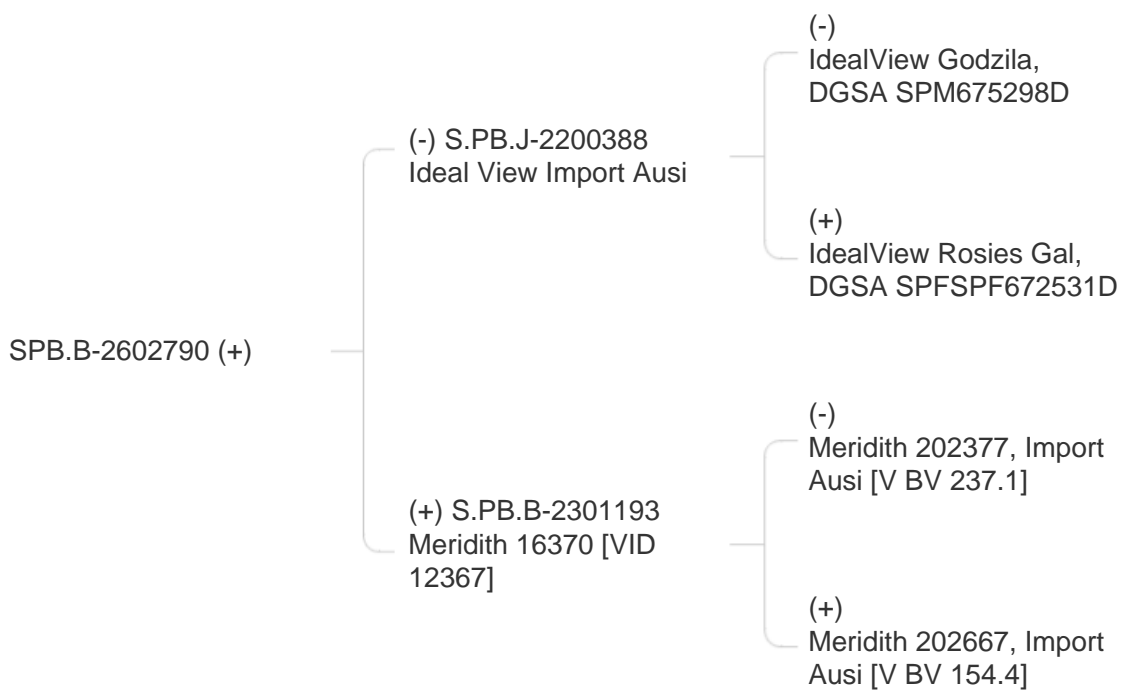 (-)
IdealView Godzila,
DGSA SPM675298D
(-) S.PB.J-2200388
Ideal View Import Ausi
(+)
IdealView Rosies Gal,
DGSA SPFSPF672531D
SPB.B-2602790 (+)
(-)
Meridith 202377, Import
Ausi [V BV 237.1]
(+) S.PB.B-2301193
Meridith 16370 [VID
12367]
(+)
Meridith 202667, Import
Ausi [V BV 154.4]